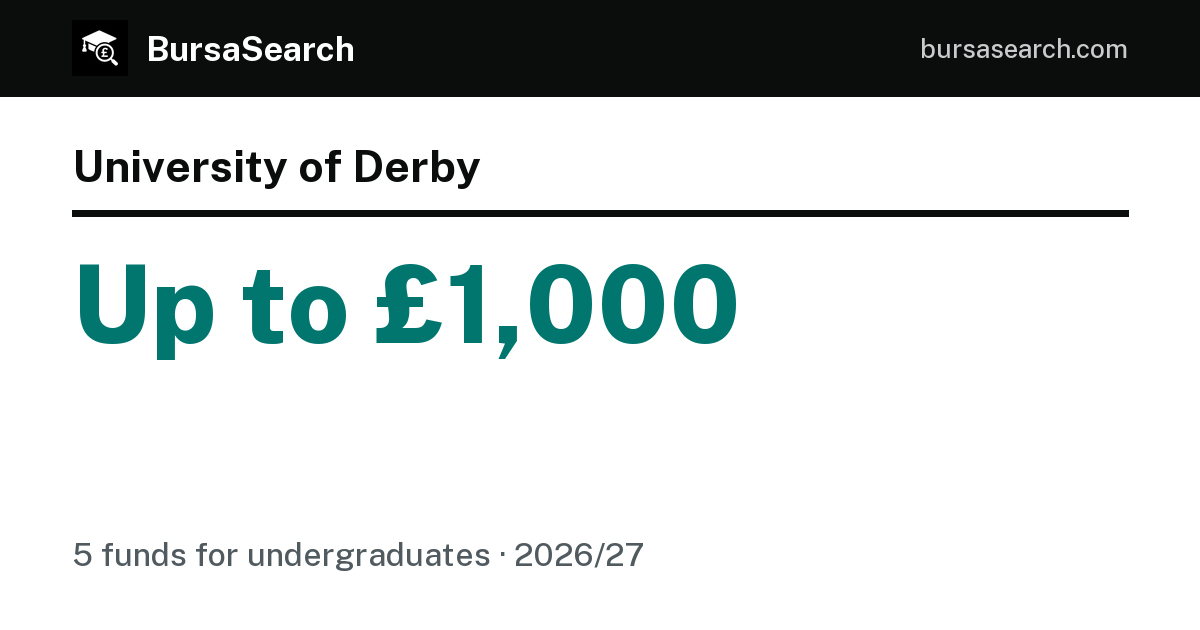 £
BursaSearch
bursasearch.com
University of Derby
Up to £1,000
5 funds for undergraduates · 2026/27